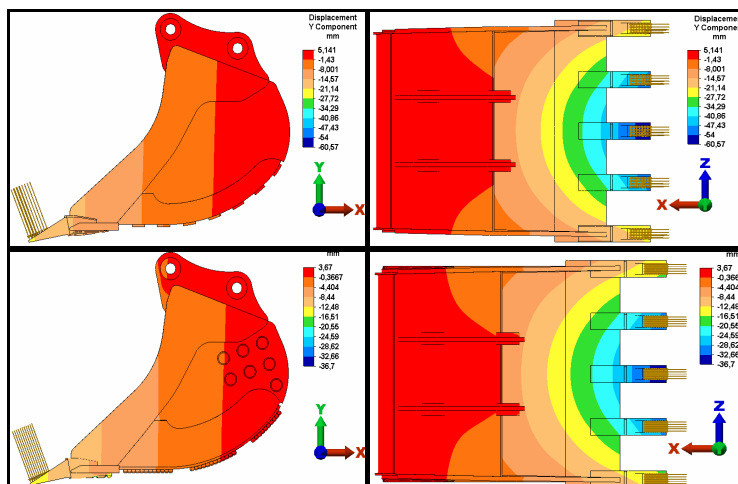 Displacement
Y Component
mm
5,141
-1,43
-8,001
-14,57
-21,14
-27,72
-34,29
-40,86
-47,43
-54
-60,57
Y
X
Displacement
Y Component
mm
5,141
-1,43
-8,001
-14,57
-21,14
-27,72
-34,29
-40,86
-47,43
-54
-60,57
Z
X
mm
3,67
-0,3667
-4,404
-8,44
-12,48
-16,51
-20,55
-24,59
-28,62
-32,66
-36,7
Y
X
mm
3,67
-0,366
-4,404
-8,44
-12,48
-16,51
-20,55
-24,59
-28,62
-32,66
-36,7
Z
X